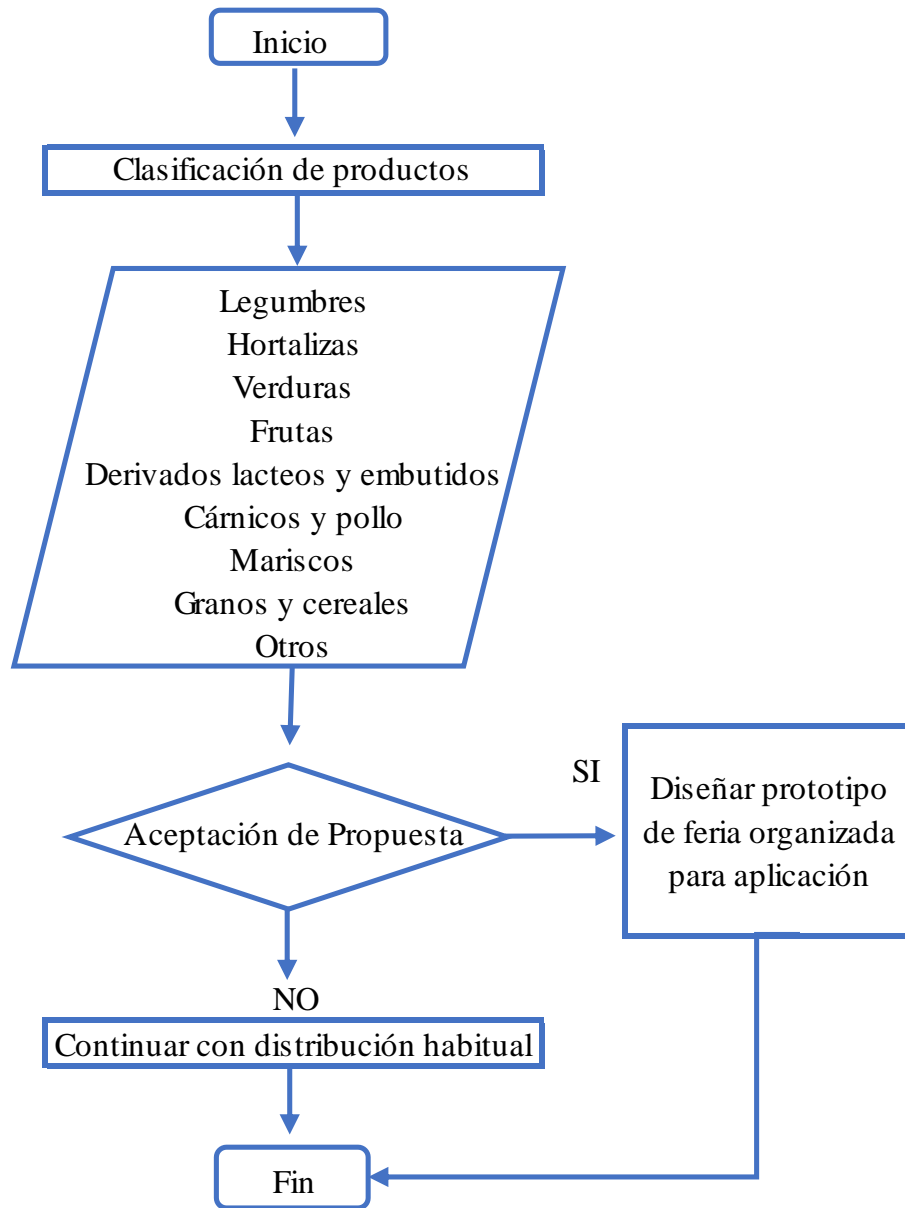 Inicio
Clasificación de productos
Legumbres
Hortalizas
Verduras
Frutas
Derivados lacteos y embutidos
Cárnicos y pollo
Mariscos
Granos y cereales
Otros
Aceptación de Propuesta
SI
Diseñar prototipo
de feria organizada
para aplicación
NO
Continuar con distribución habitual
Fin